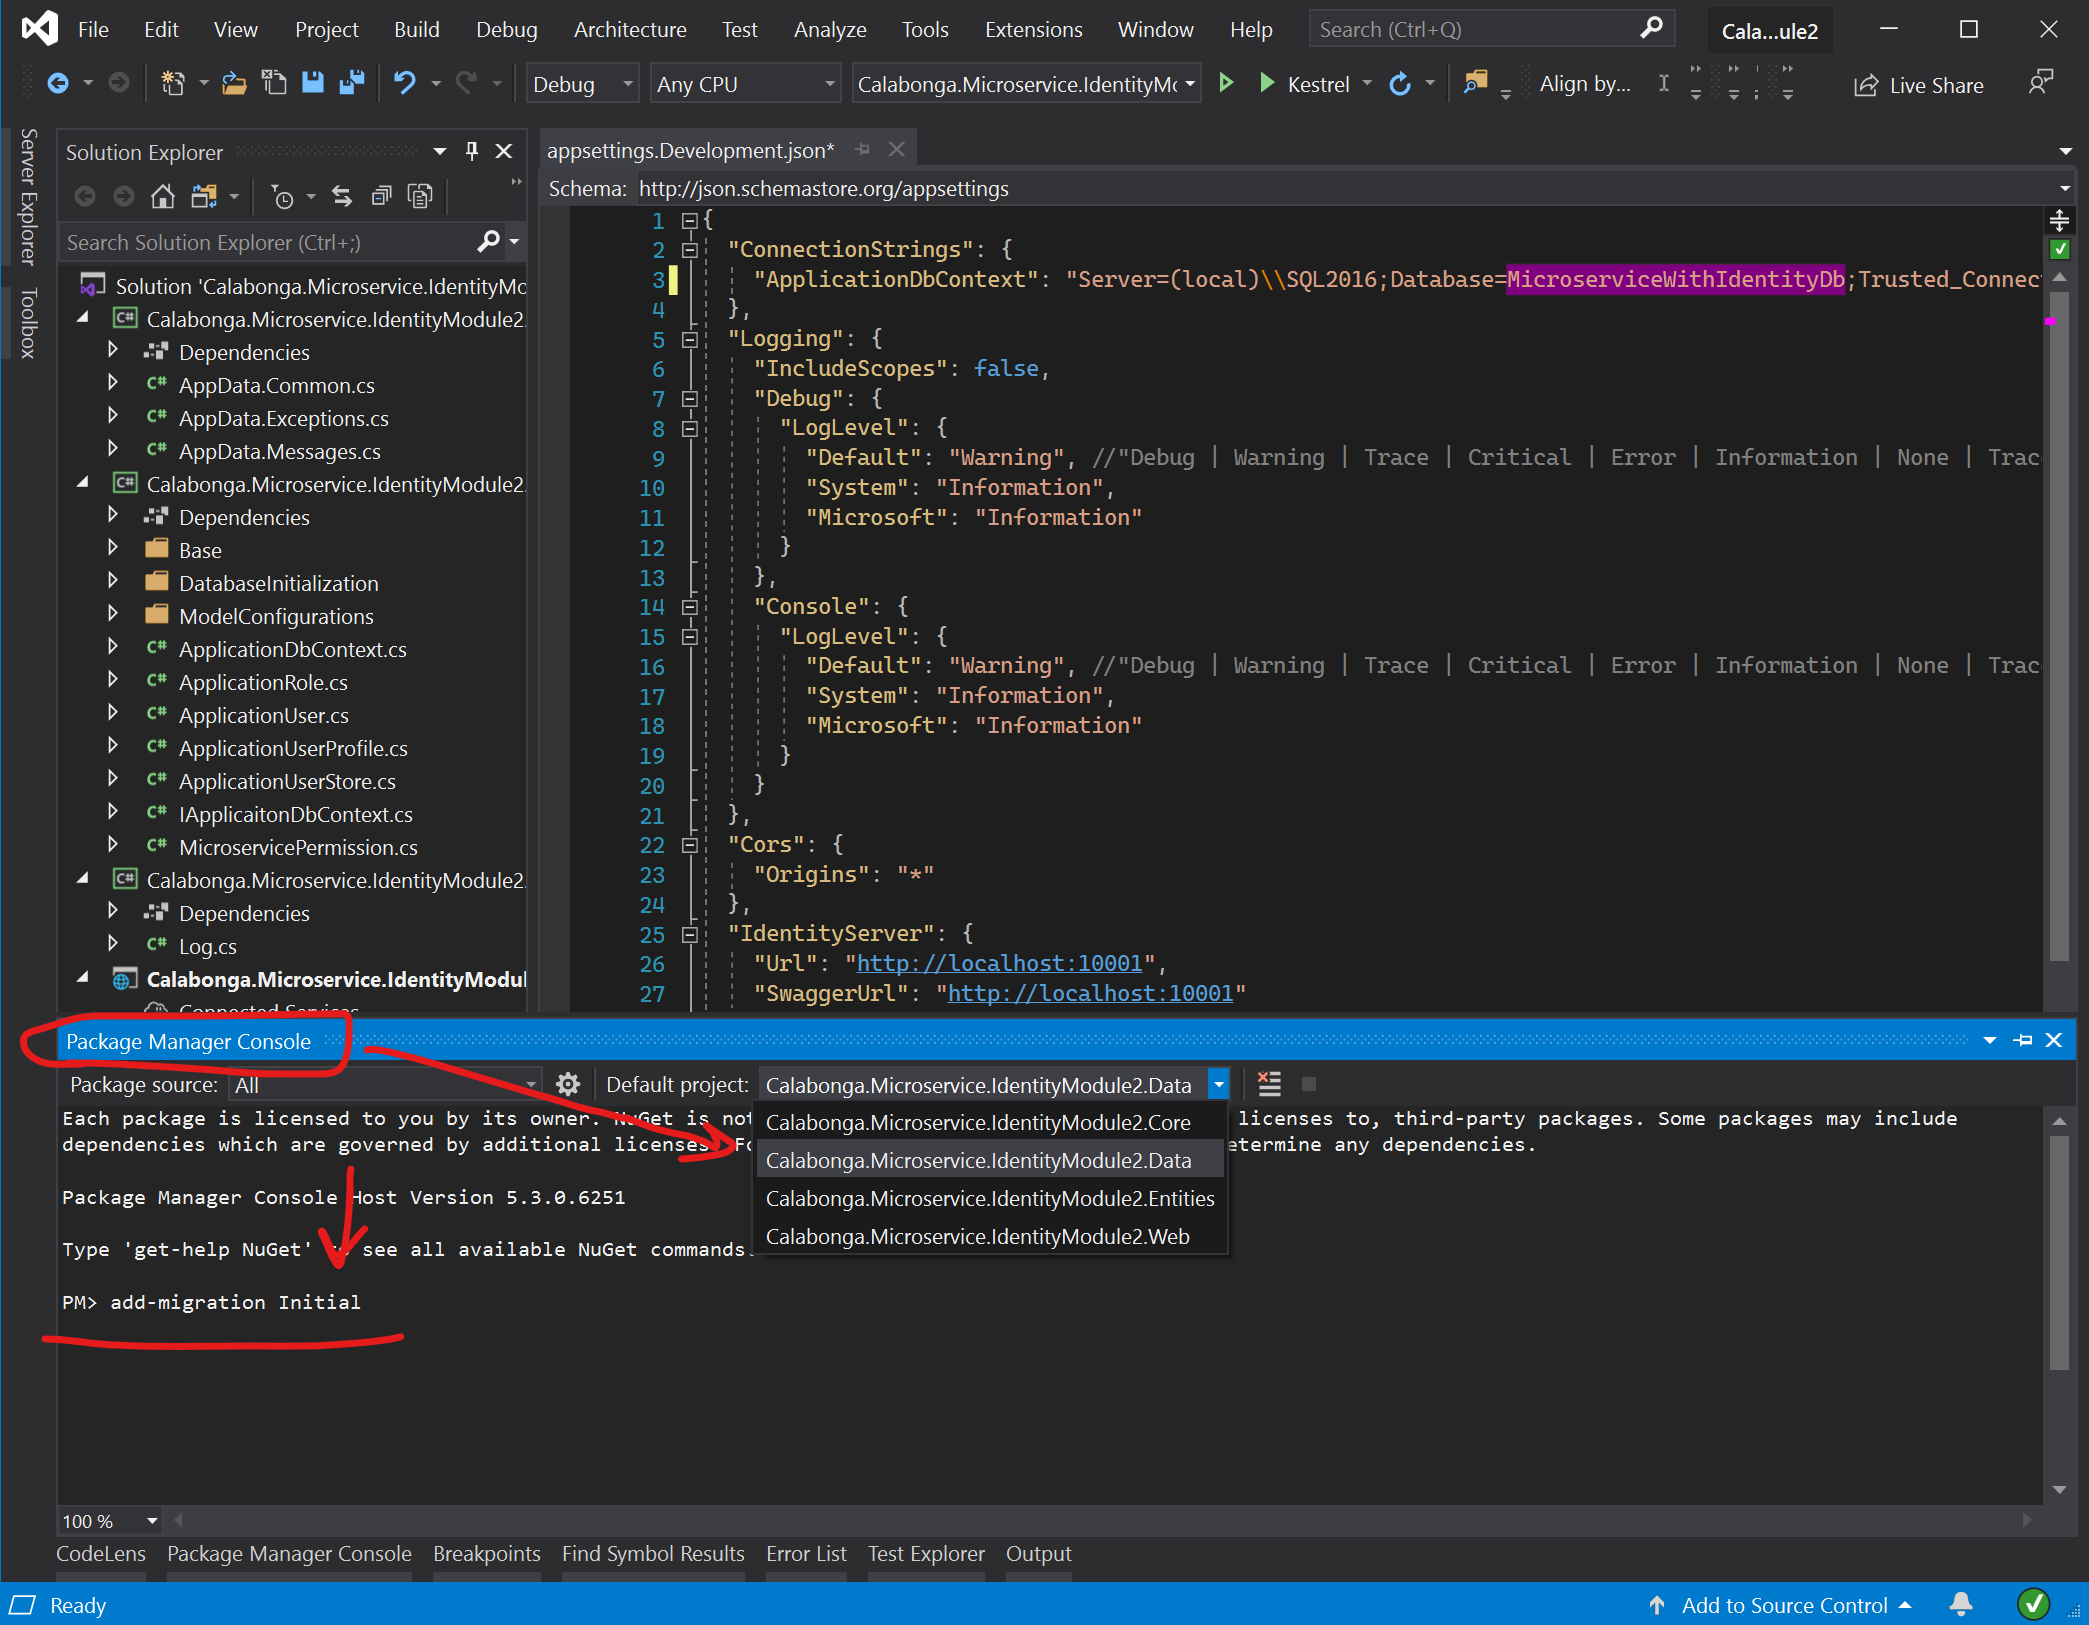 File Edit View Project Build Debug Architecture Test Analyze Tools Extensions Window Help Search (Ctrl+Q) Cala...ule2
Debug Any CPU Calabonga.Microservice.IdentityMo Kestrel Align by... Live Share
Server Explorer
Toolbox
Solution Explorer
Search Solution Explorer (Ctrl+;)
Solution 'Calabonga.Microservice.IdentityMo
C# Calabonga.Microservice.IdentityModule2.
Dependencies
C# AppData.Common.cs
C# AppData.Exceptions.cs
C# AppData.Messages.cs
C# Calabonga.Microservice.IdentityModule2.
Dependencies
Base
DatabaseInitialization
ModelConfigurations
C# ApplicationDbContext.cs
C# ApplicationRole.cs
C# ApplicationUser.cs
C# ApplicationUserProfile.cs
C# ApplicationUserStore.cs
C# IApplicaitonDbContext.cs
C# MicroservicePermission.cs
C# Calabonga.Microservice.IdentityModule2.
Dependencies
C# Log.cs
Calabonga.Microservice.IdentityModul
Connected Services
appsettings.Development.json*
Schema: http://json.schemastore.org/appsettings
1 {
2 "ConnectionStrings": {
3 "ApplicationDbContext": "Server=(local)\\SQL2016;Database=MicroserviceWithIdentityDb;Trusted_Connec
4 },
5 "Logging": {
6 "IncludeScopes": false,
7 "Debug": {
8 "LogLevel": {
9 "Default": "Warning", //"Debug | Warning | Trace | Critical | Error | Information | None | Trac
10 "System": "Information",
11 "Microsoft": "Information"
12 }
13 },
14 "Console": {
15 "LogLevel": {
16 "Default": "Warning", //"Debug | Warning | Trace | Critical | Error | Information | None | Trac
17 "System": "Information",
18 "Microsoft": "Information"
19 }
20 }
21 },
22 "Cors": {
23 "Origins": "*"
24 },
25 "IdentityServer": {
26 "Url": "http://localhost:10001",
27 "SwaggerUrl": "http://localhost:10001"
Package Manager Console
Package source: All Default project: Calabonga.Microservice.IdentityModule2.Data
Calabonga.Microservice.IdentityModule2.Core
Calabonga.Microservice.IdentityModule2.Data
Calabonga.Microservice.IdentityModule2.Entities
Calabonga.Microservice.IdentityModule2.Web
Each package is licensed to you by its owner. NuGet is not licenses to, third-party packages. Some packages may include
dependencies which are governed by additional licenses. Fo etermine any dependencies.
Package Manager Console Host Version 5.3.0.6251
Type 'get-help NuGet' to see all available NuGet commands.
PM> add-migration Initial
100 %
CodeLens Package Manager Console Breakpoints Find Symbol Results Error List Test Explorer Output
Ready Add to Source Control